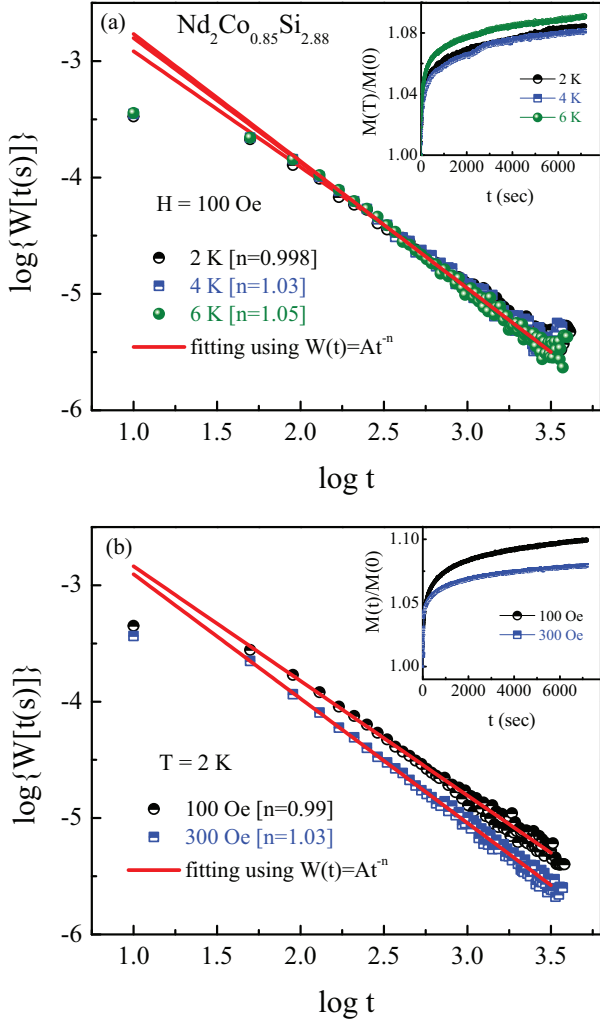 (a) Nd₂Co₀.₈₅Si₂.₈₈
log{W[t(s)]}
-3
-4
-5
-6
H = 100 Oe
2 K [n=0.998]
4 K [n=1.03]
6 K [n=1.05]
fitting using W(t)=At⁻ⁿ
1.0 1.5 2.0 2.5 3.0 3.5
log t
M(T)/M(0)
1.08
1.04
1.00
2 K
4 K
6 K
0 2000 4000 6000
t (sec)
(b)
log{W[t(s)]}
-3
-4
-5
-6
T = 2 K
100 Oe [n=0.99]
300 Oe [n=1.03]
fitting using W(t)=At⁻ⁿ
1.0 1.5 2.0 2.5 3.0 3.5
log t
M(t)/M(0)
1.10
1.05
1.00
100 Oe
300 Oe
0 2000 4000 6000
t (sec)